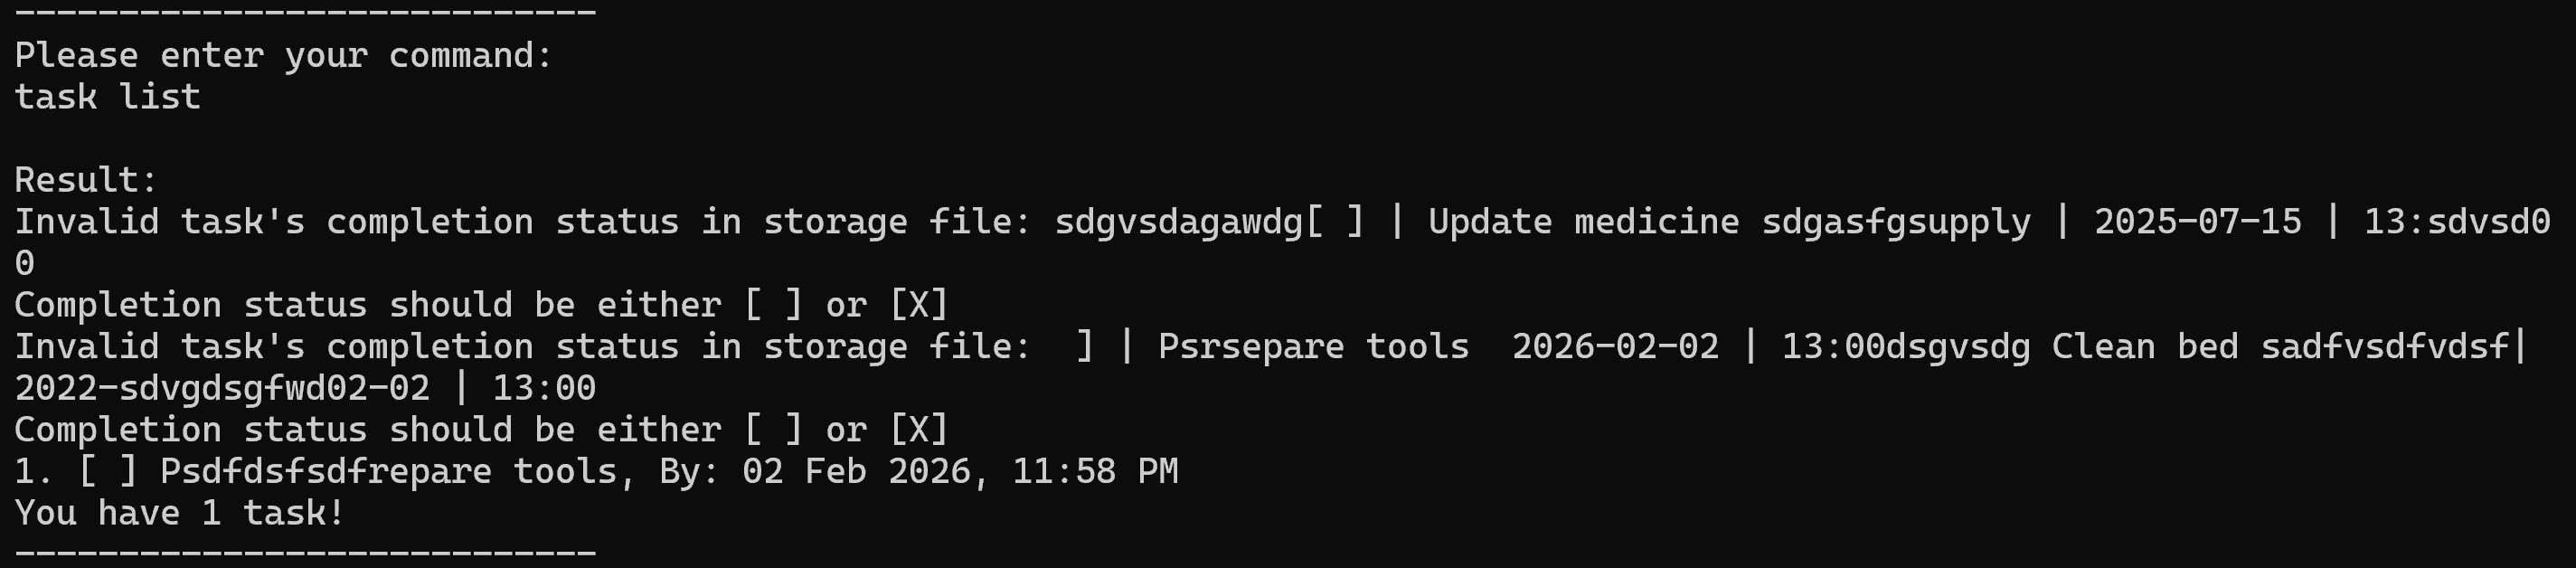 ----------------------------
Please enter your command:
task list
Result:
Invalid task's completion status in storage file: sdgvsdagawdg[ ] | Update medicine sdgasfgsupply | 2025-07-15 | 13:sdvsd0
0
Completion status should be either [ ] or [X]
Invalid task's completion status in storage file:  ] | Psrsepare tools  2026-02-02 | 13:00dsgvsdg Clean bed sadfvsdfvdsf|
2022-sdvgdsgfwd02-02 | 13:00
Completion status should be either [ ] or [X]
1. [ ] Psdfdsfsdfrepare tools, By: 02 Feb 2026, 11:58 PM
You have 1 task!
----------------------------